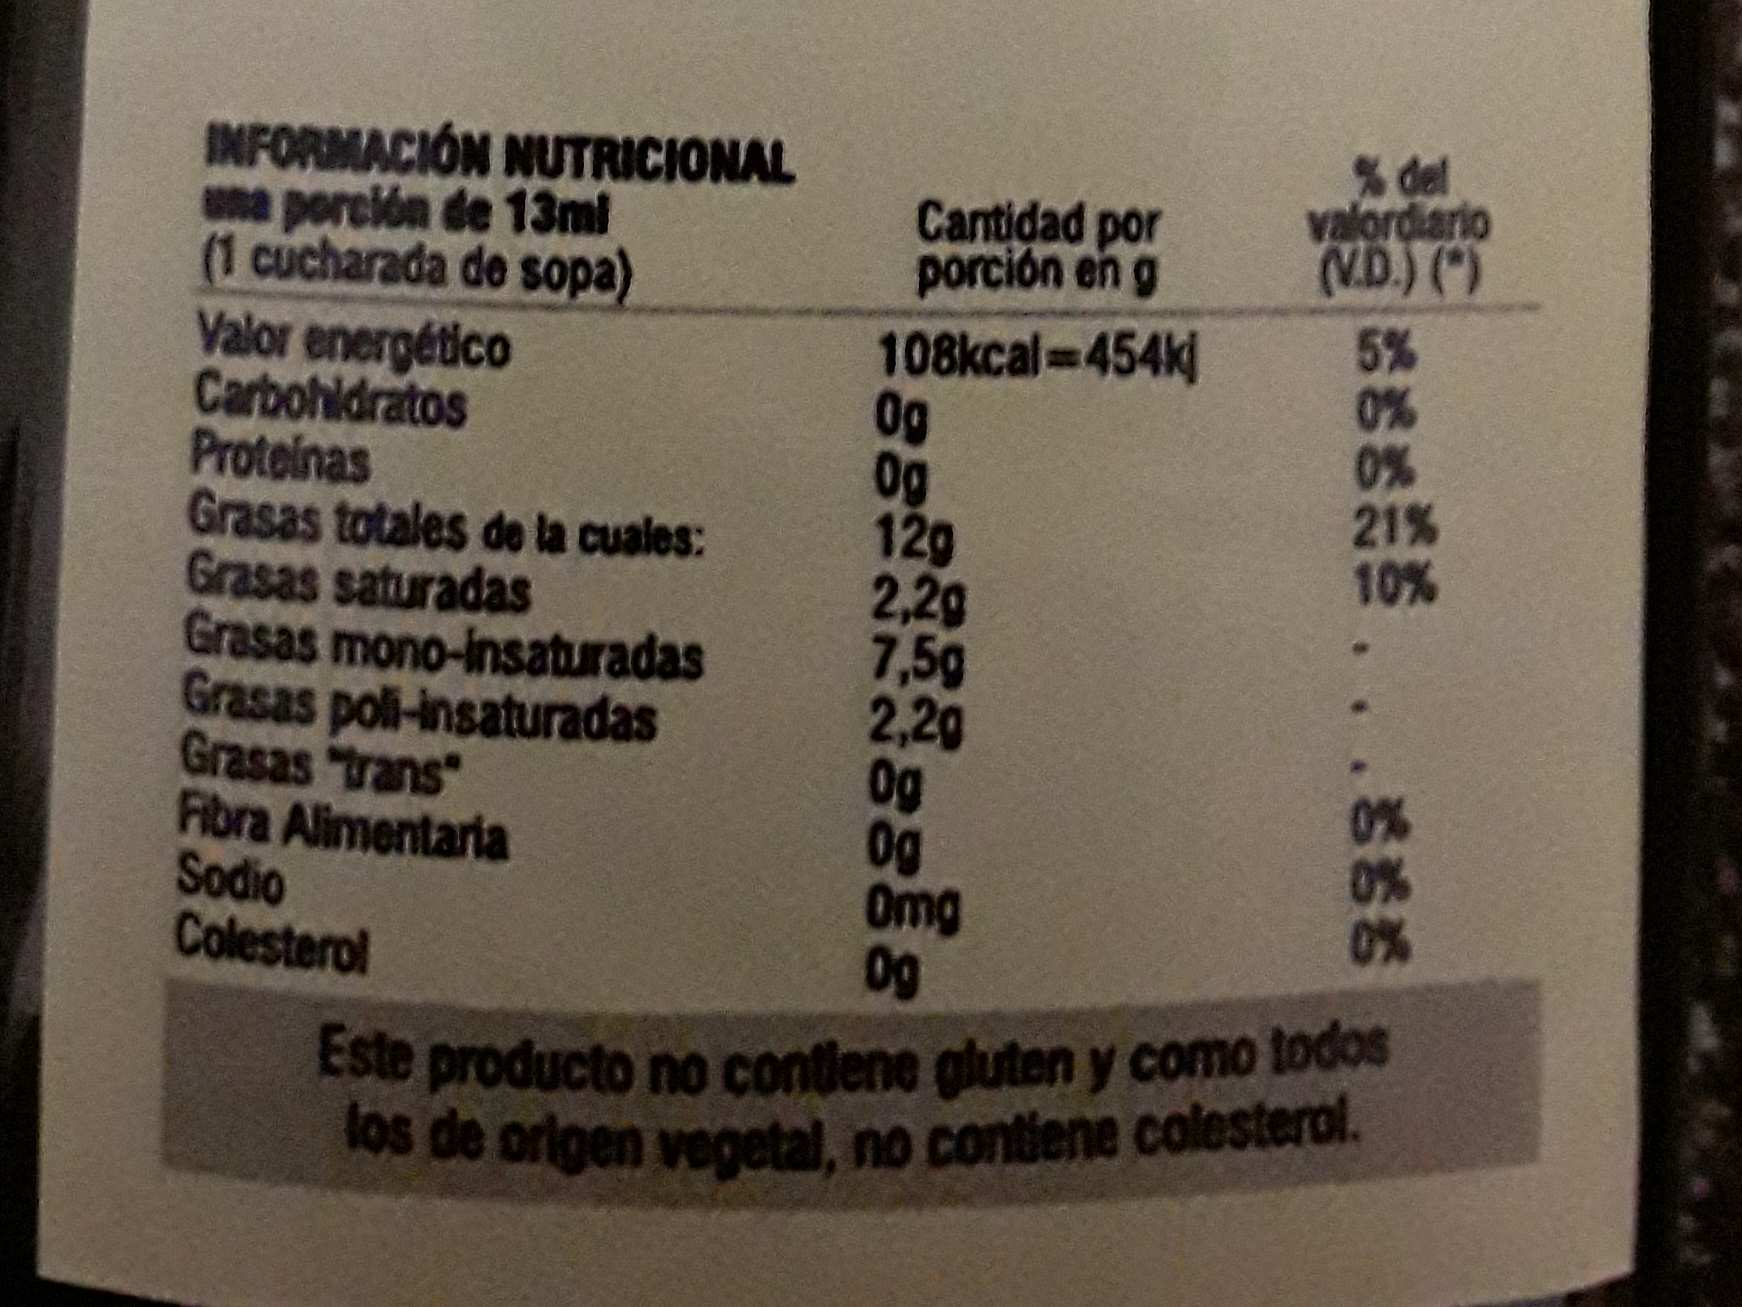 INFORMACIÓN NUTRICIONAL
una porción de 13ml
(1 cucharada de sopa)
Cantidad por porción en g
% del valordiario (V.D.) (*)
Valor energético 108kcal=454kj 5%
Carbohidratos 0g 0%
Proteínas 0g 0%
Grasas totales de la cuales: 12g 21%
Grasas saturadas 2,2g 10%
Grasas mono-insaturadas 7,5g -
Grasas poli-insaturadas 2,2g -
Grasas "trans" 0g -
Fibra Alimentaria 0g 0%
Sodio 0mg 0%
Colesterol 0g 0%
Este producto no contiene gluten y como todos
los de origen vegetal, no contiene colesterol.